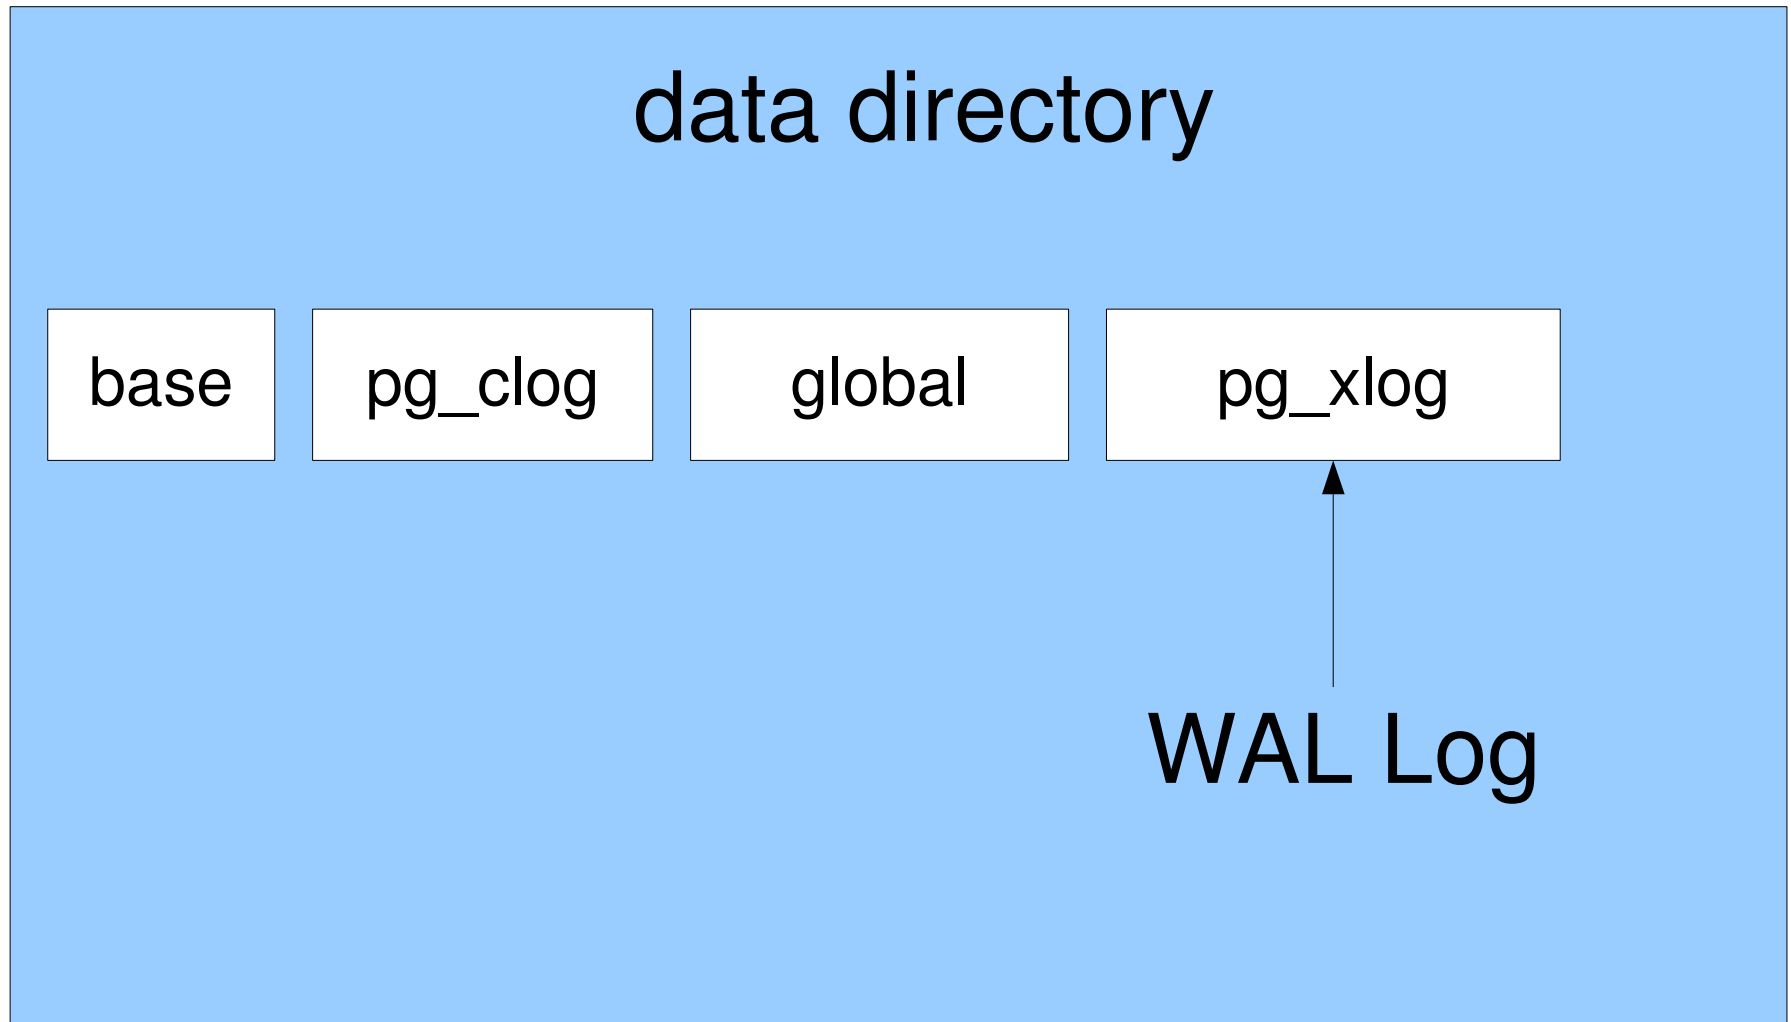 data directory
base
pg_clog
global
pg_xlog
WAL Log